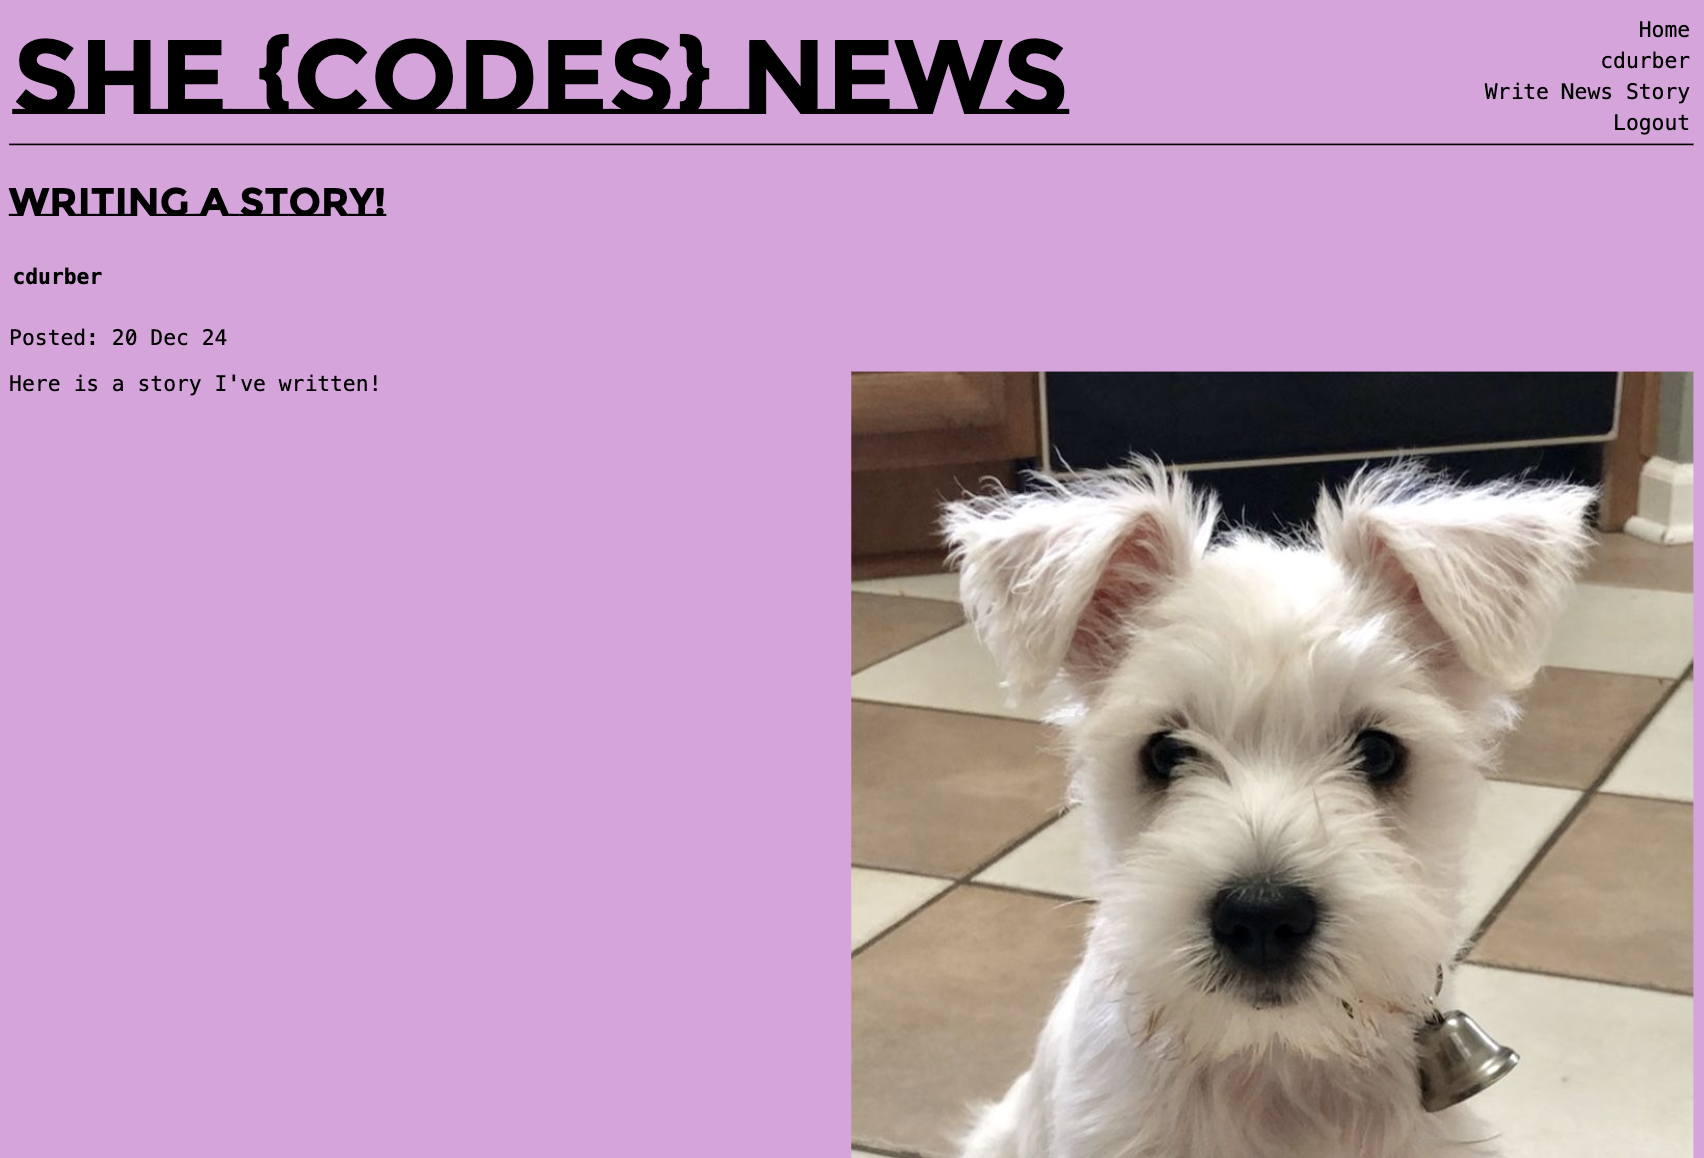 SHE {CODES} NEWS
Home
cdurber
Write News Story
Logout
WRITING A STORY!
cdurber
Posted: 20 Dec 24
Here is a story I've written!